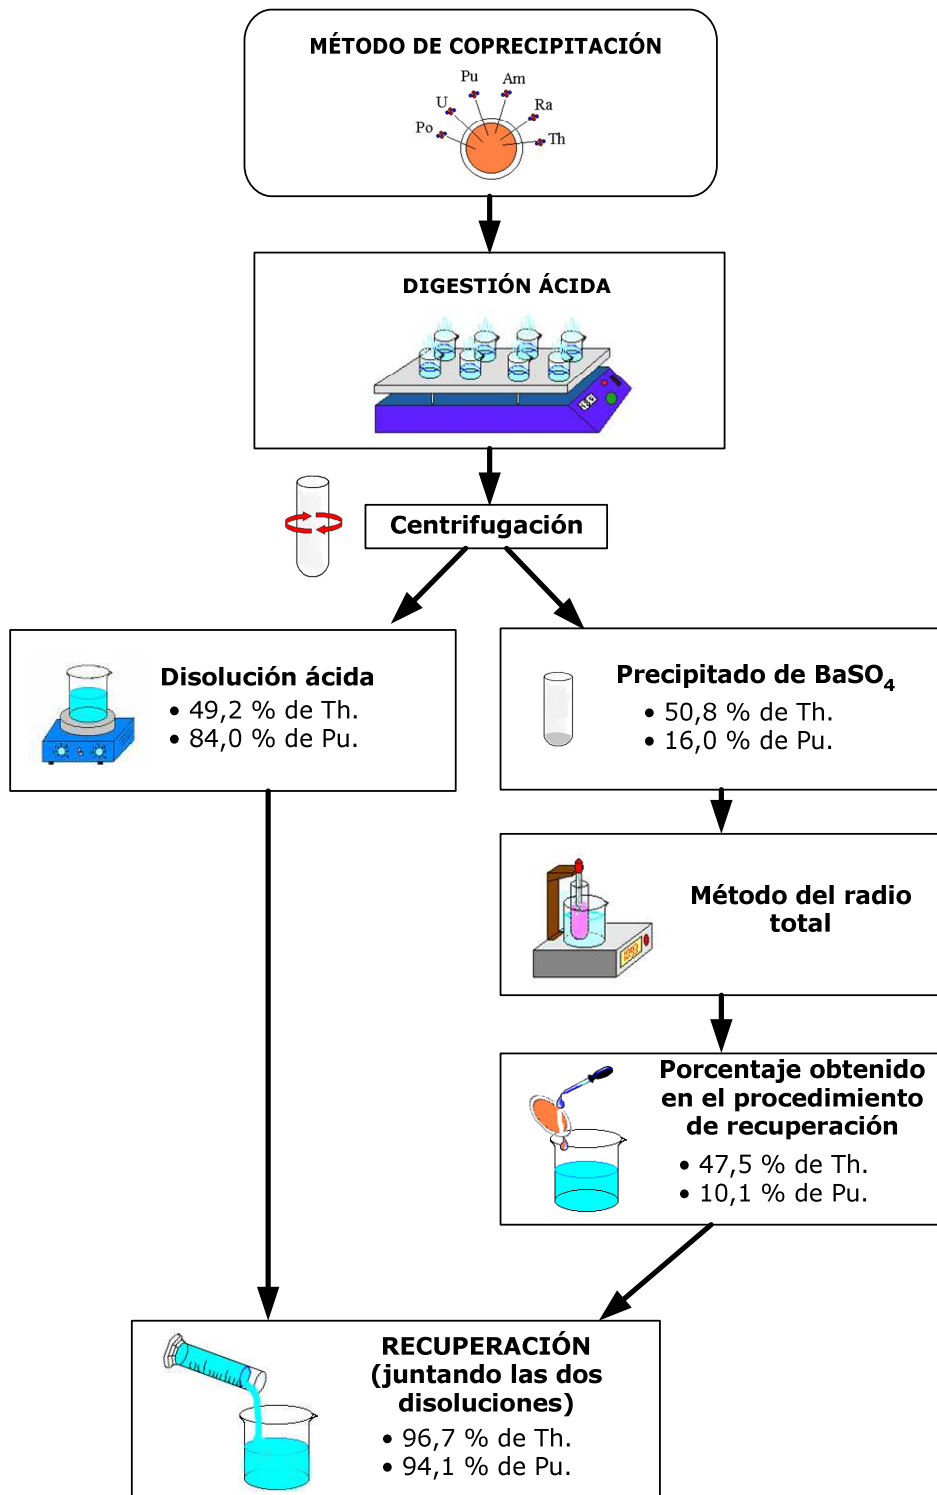 MÉTODO DE COPRECIPITACIÓN
Pu
Am
U
Ra
Po
Th
DIGESTIÓN ÁCIDA
Centrifugación
Disolución ácida
• 49,2 % de Th.
• 84,0 % de Pu.
Precipitado de BaSO₄
• 50,8 % de Th.
• 16,0 % de Pu.
Método del radio
total
Porcentaje obtenido
en el procedimiento
de recuperación
• 47,5 % de Th.
• 10,1 % de Pu.
RECUPERACIÓN
(juntando las dos
disoluciones)
• 96,7 % de Th.
• 94,1 % de Pu.